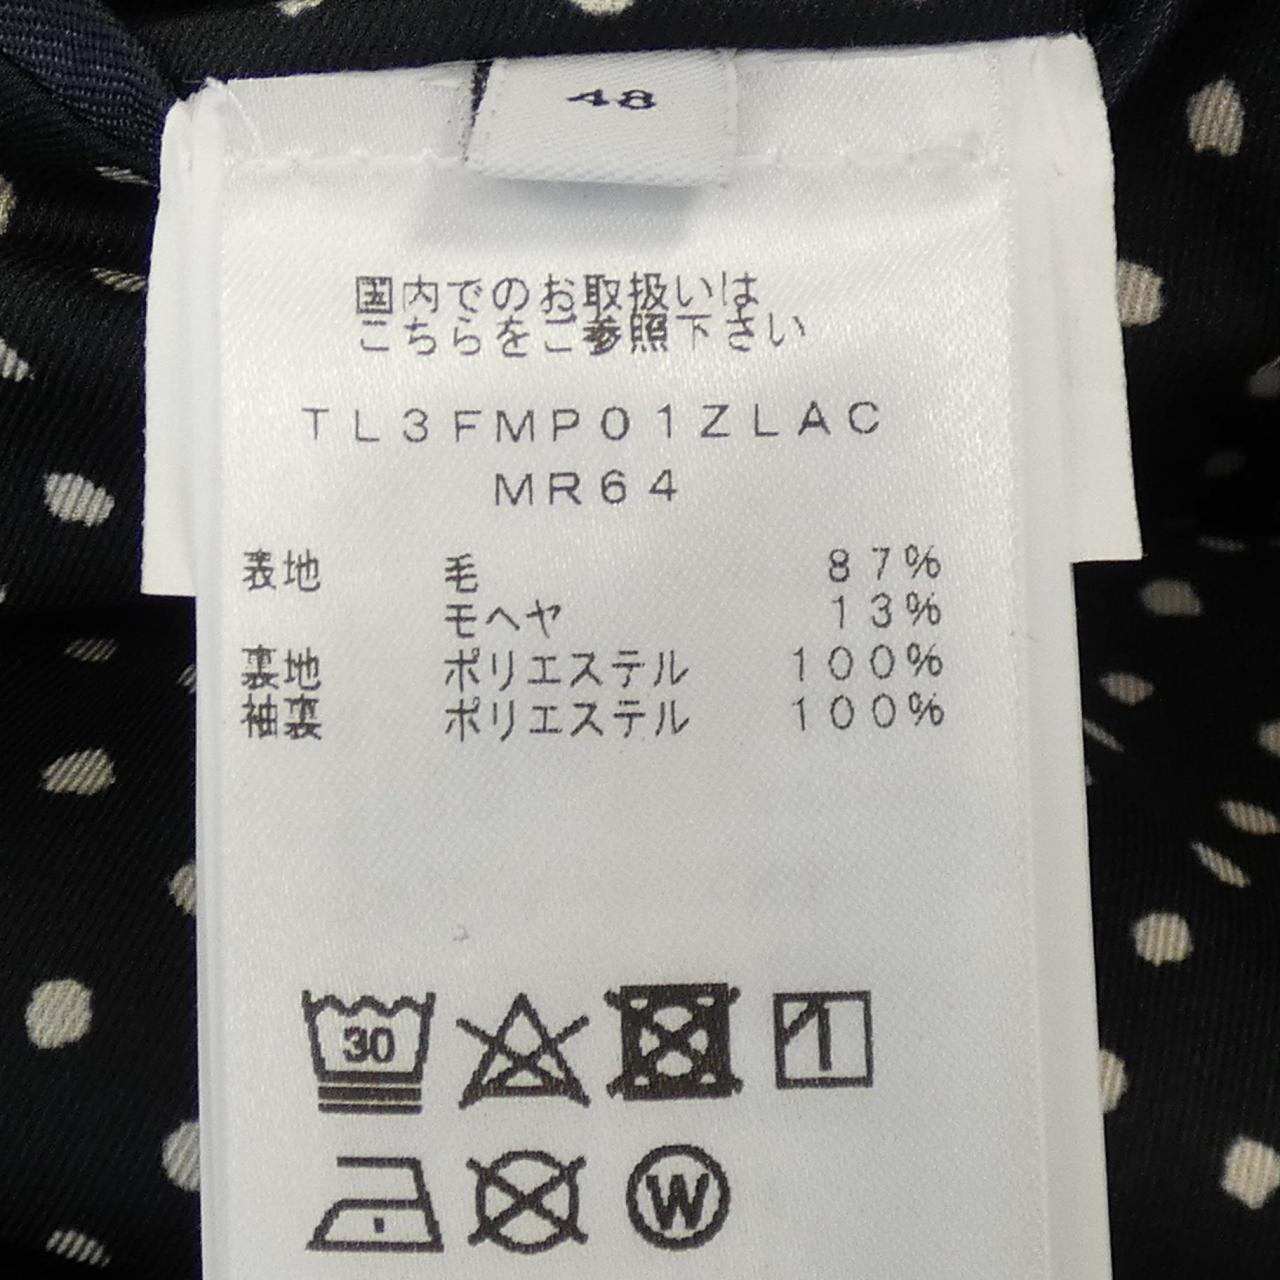 48
国内でのお取扱いは
こちらをご参照下さい
TL3FMP01ZLAC
MR64
表地 毛 87%
モヘヤ 13%
裏地 ポリエステル 100%
袖裏 ポリエステル 100%
30
W